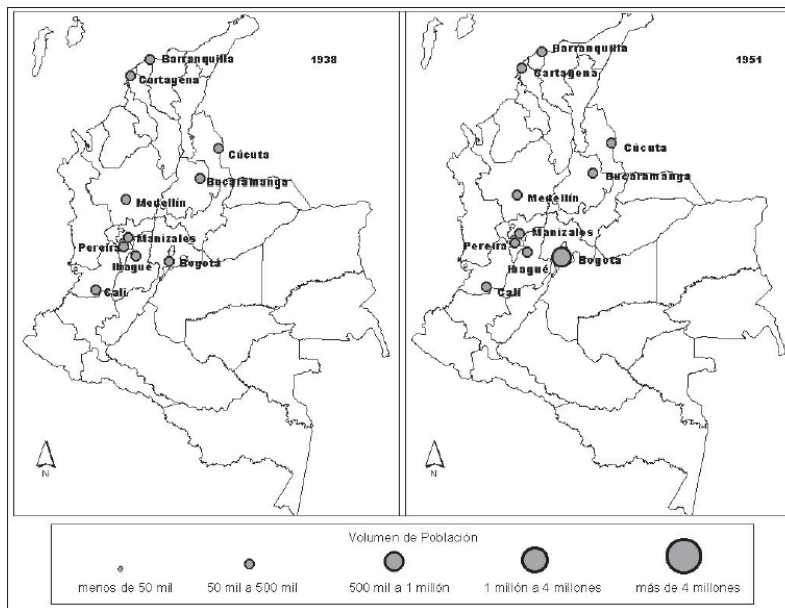 1938
Barranquilla
Cartagena
Cúcuta
Bucaramanga
Medellín
Manizales
Pereira
Ibagué
Bogotá
Cali
N
1951
Barranquilla
Cartagena
Cúcuta
Bucaramanga
Medellín
Manizales
Pereira
Ibagué
Bogotá
Cali
N
Volumen de Población
menos de 50 mil
50 mil a 500 mil
500 mil a 1 millón
1 millón a 4 millones
más de 4 millones